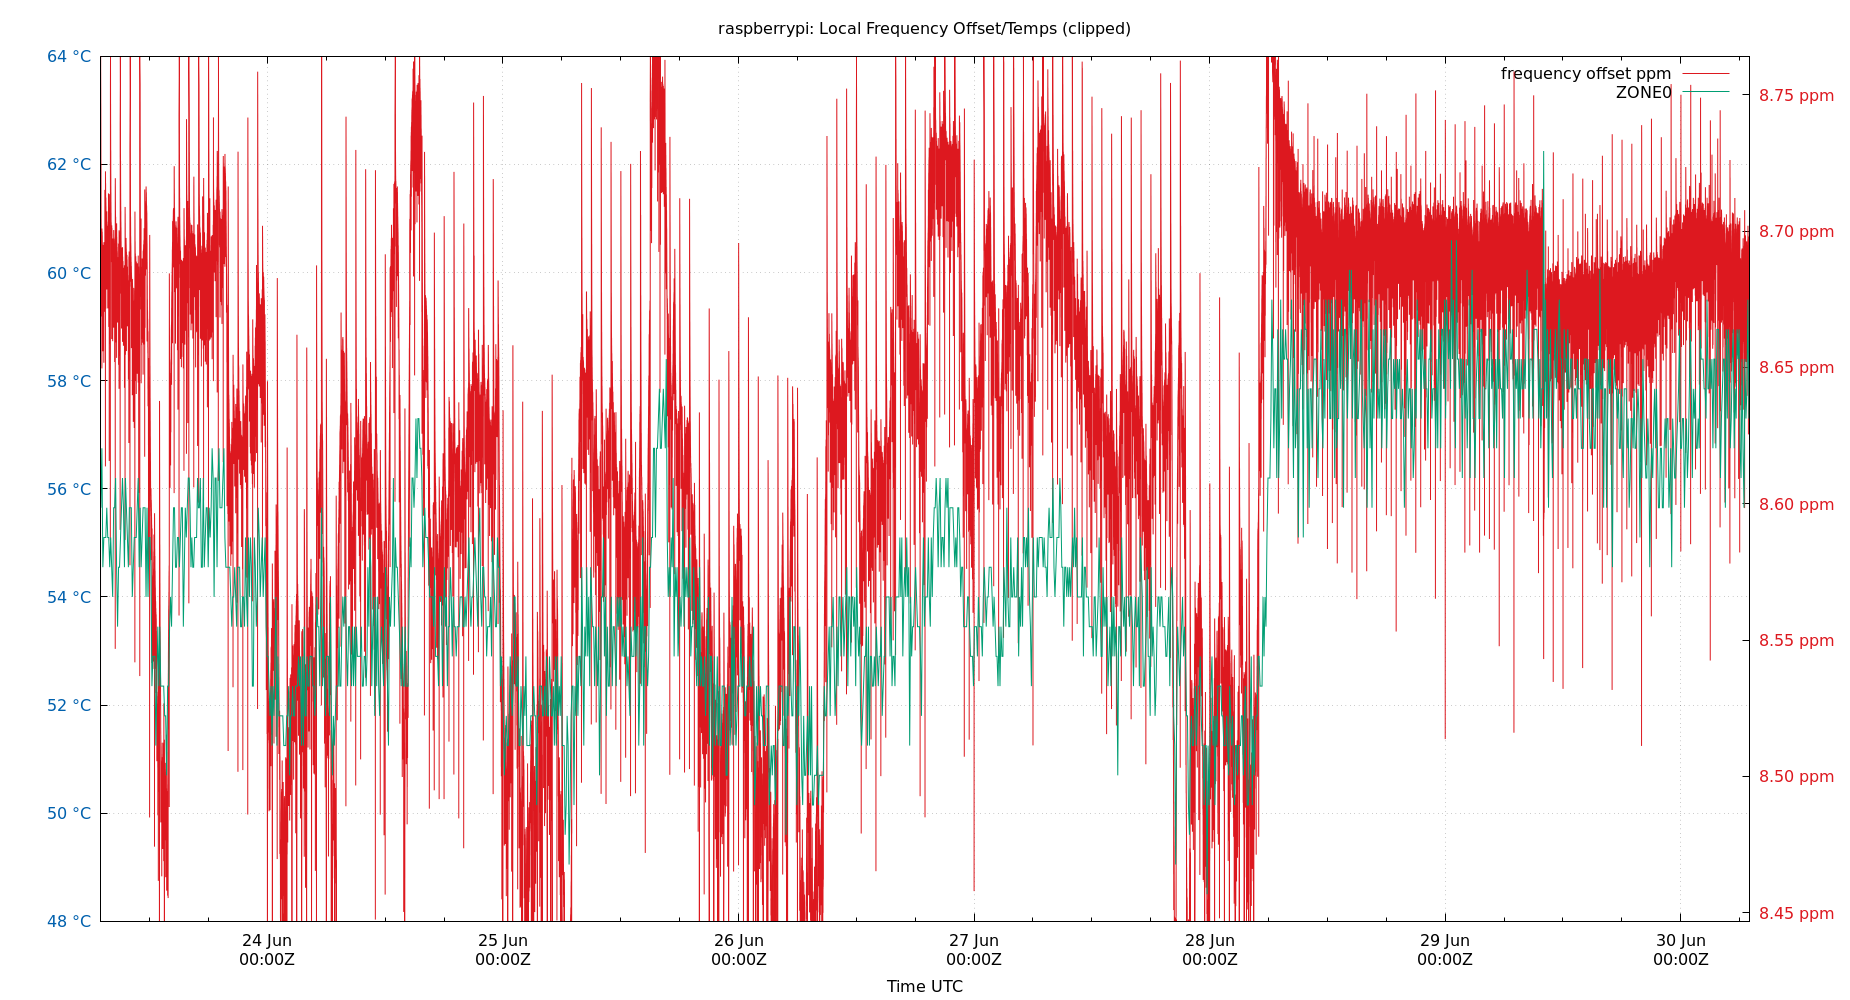 raspberrypi: Local Frequency Offset/Temps (clipped)
64 °C
62 °C
60 °C
58 °C
56 °C
54 °C
52 °C
50 °C
48 °C
frequency offset ppm
ZONE0
8.75 ppm
8.70 ppm
8.65 ppm
8.60 ppm
8.55 ppm
8.50 ppm
8.45 ppm
24 Jun 25 Jun 26 Jun 27 Jun 28 Jun 29 Jun 30 Jun
00:00Z 00:00Z 00:00Z 00:00Z 00:00Z 00:00Z 00:00Z
Time UTC